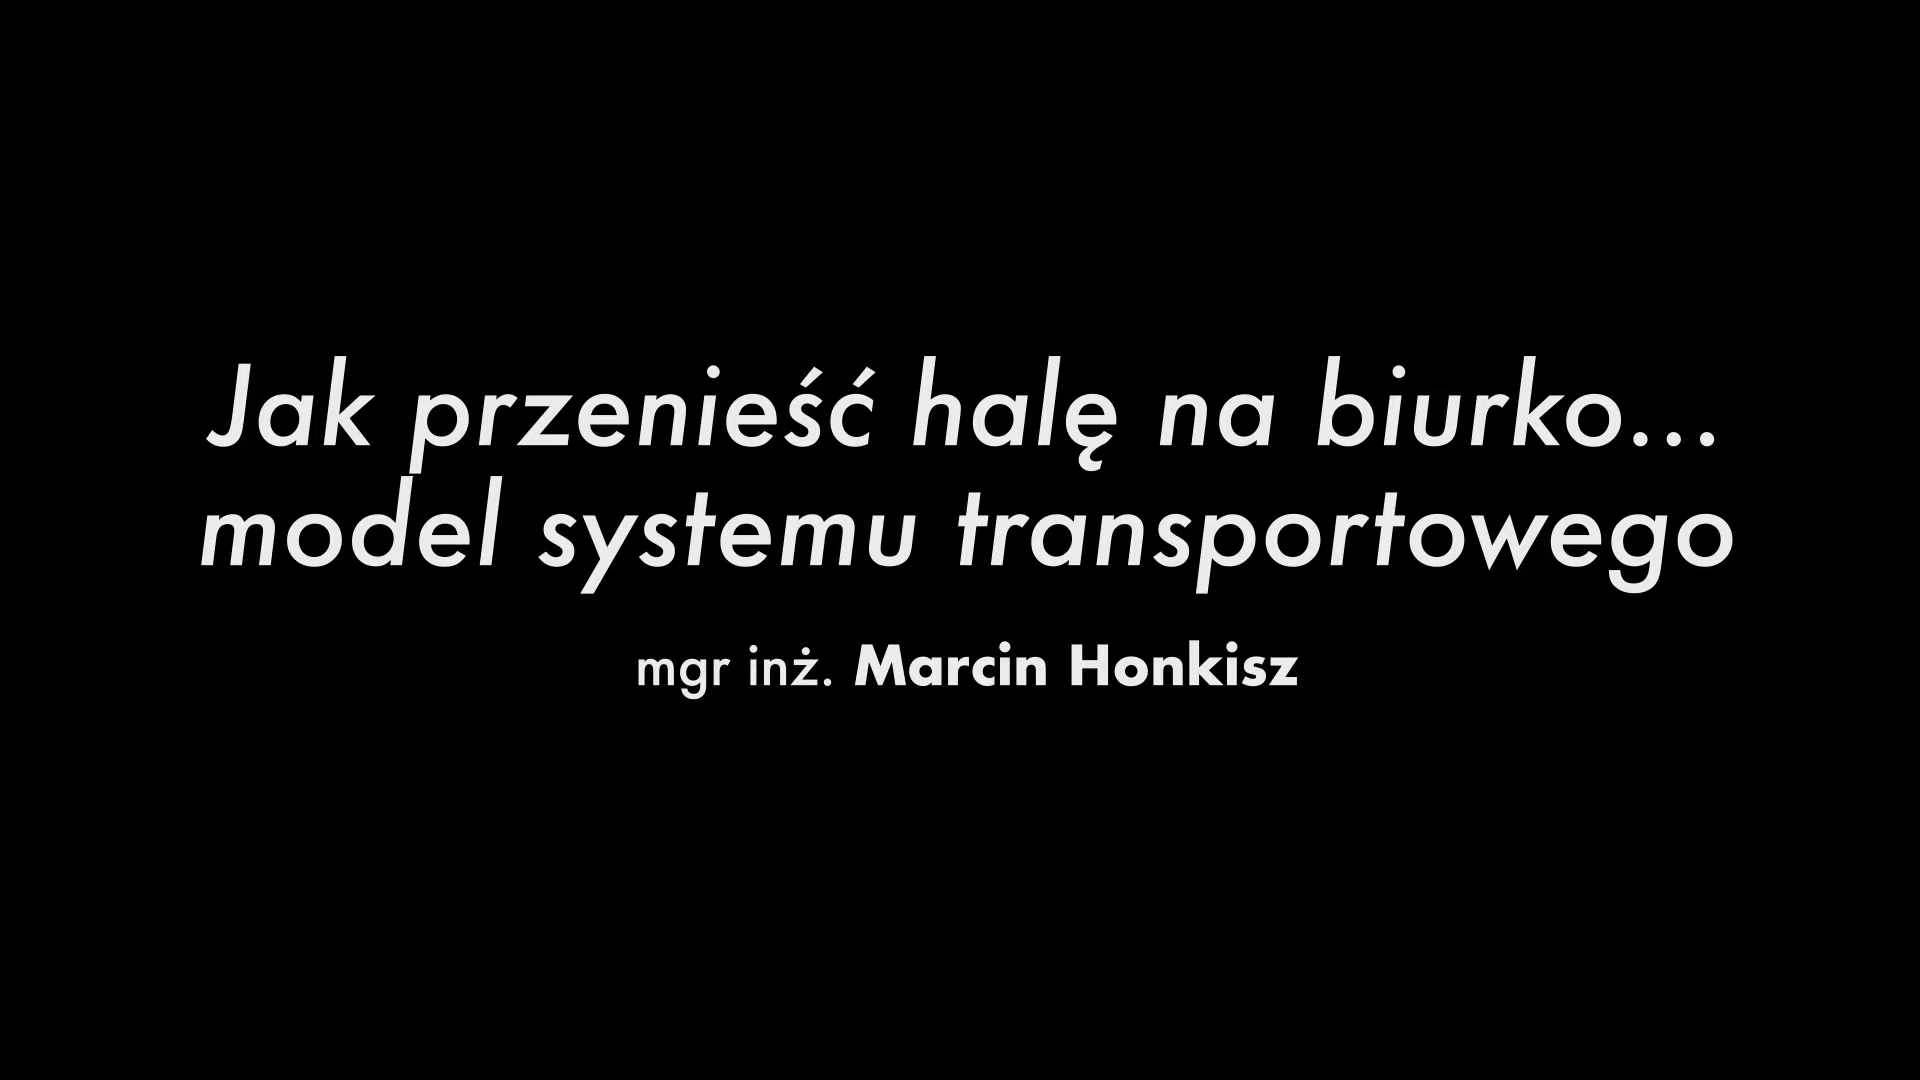 Jak przenieść halę na biurko...
model systemu transportowego
mgr inż. Marcin Honkisz